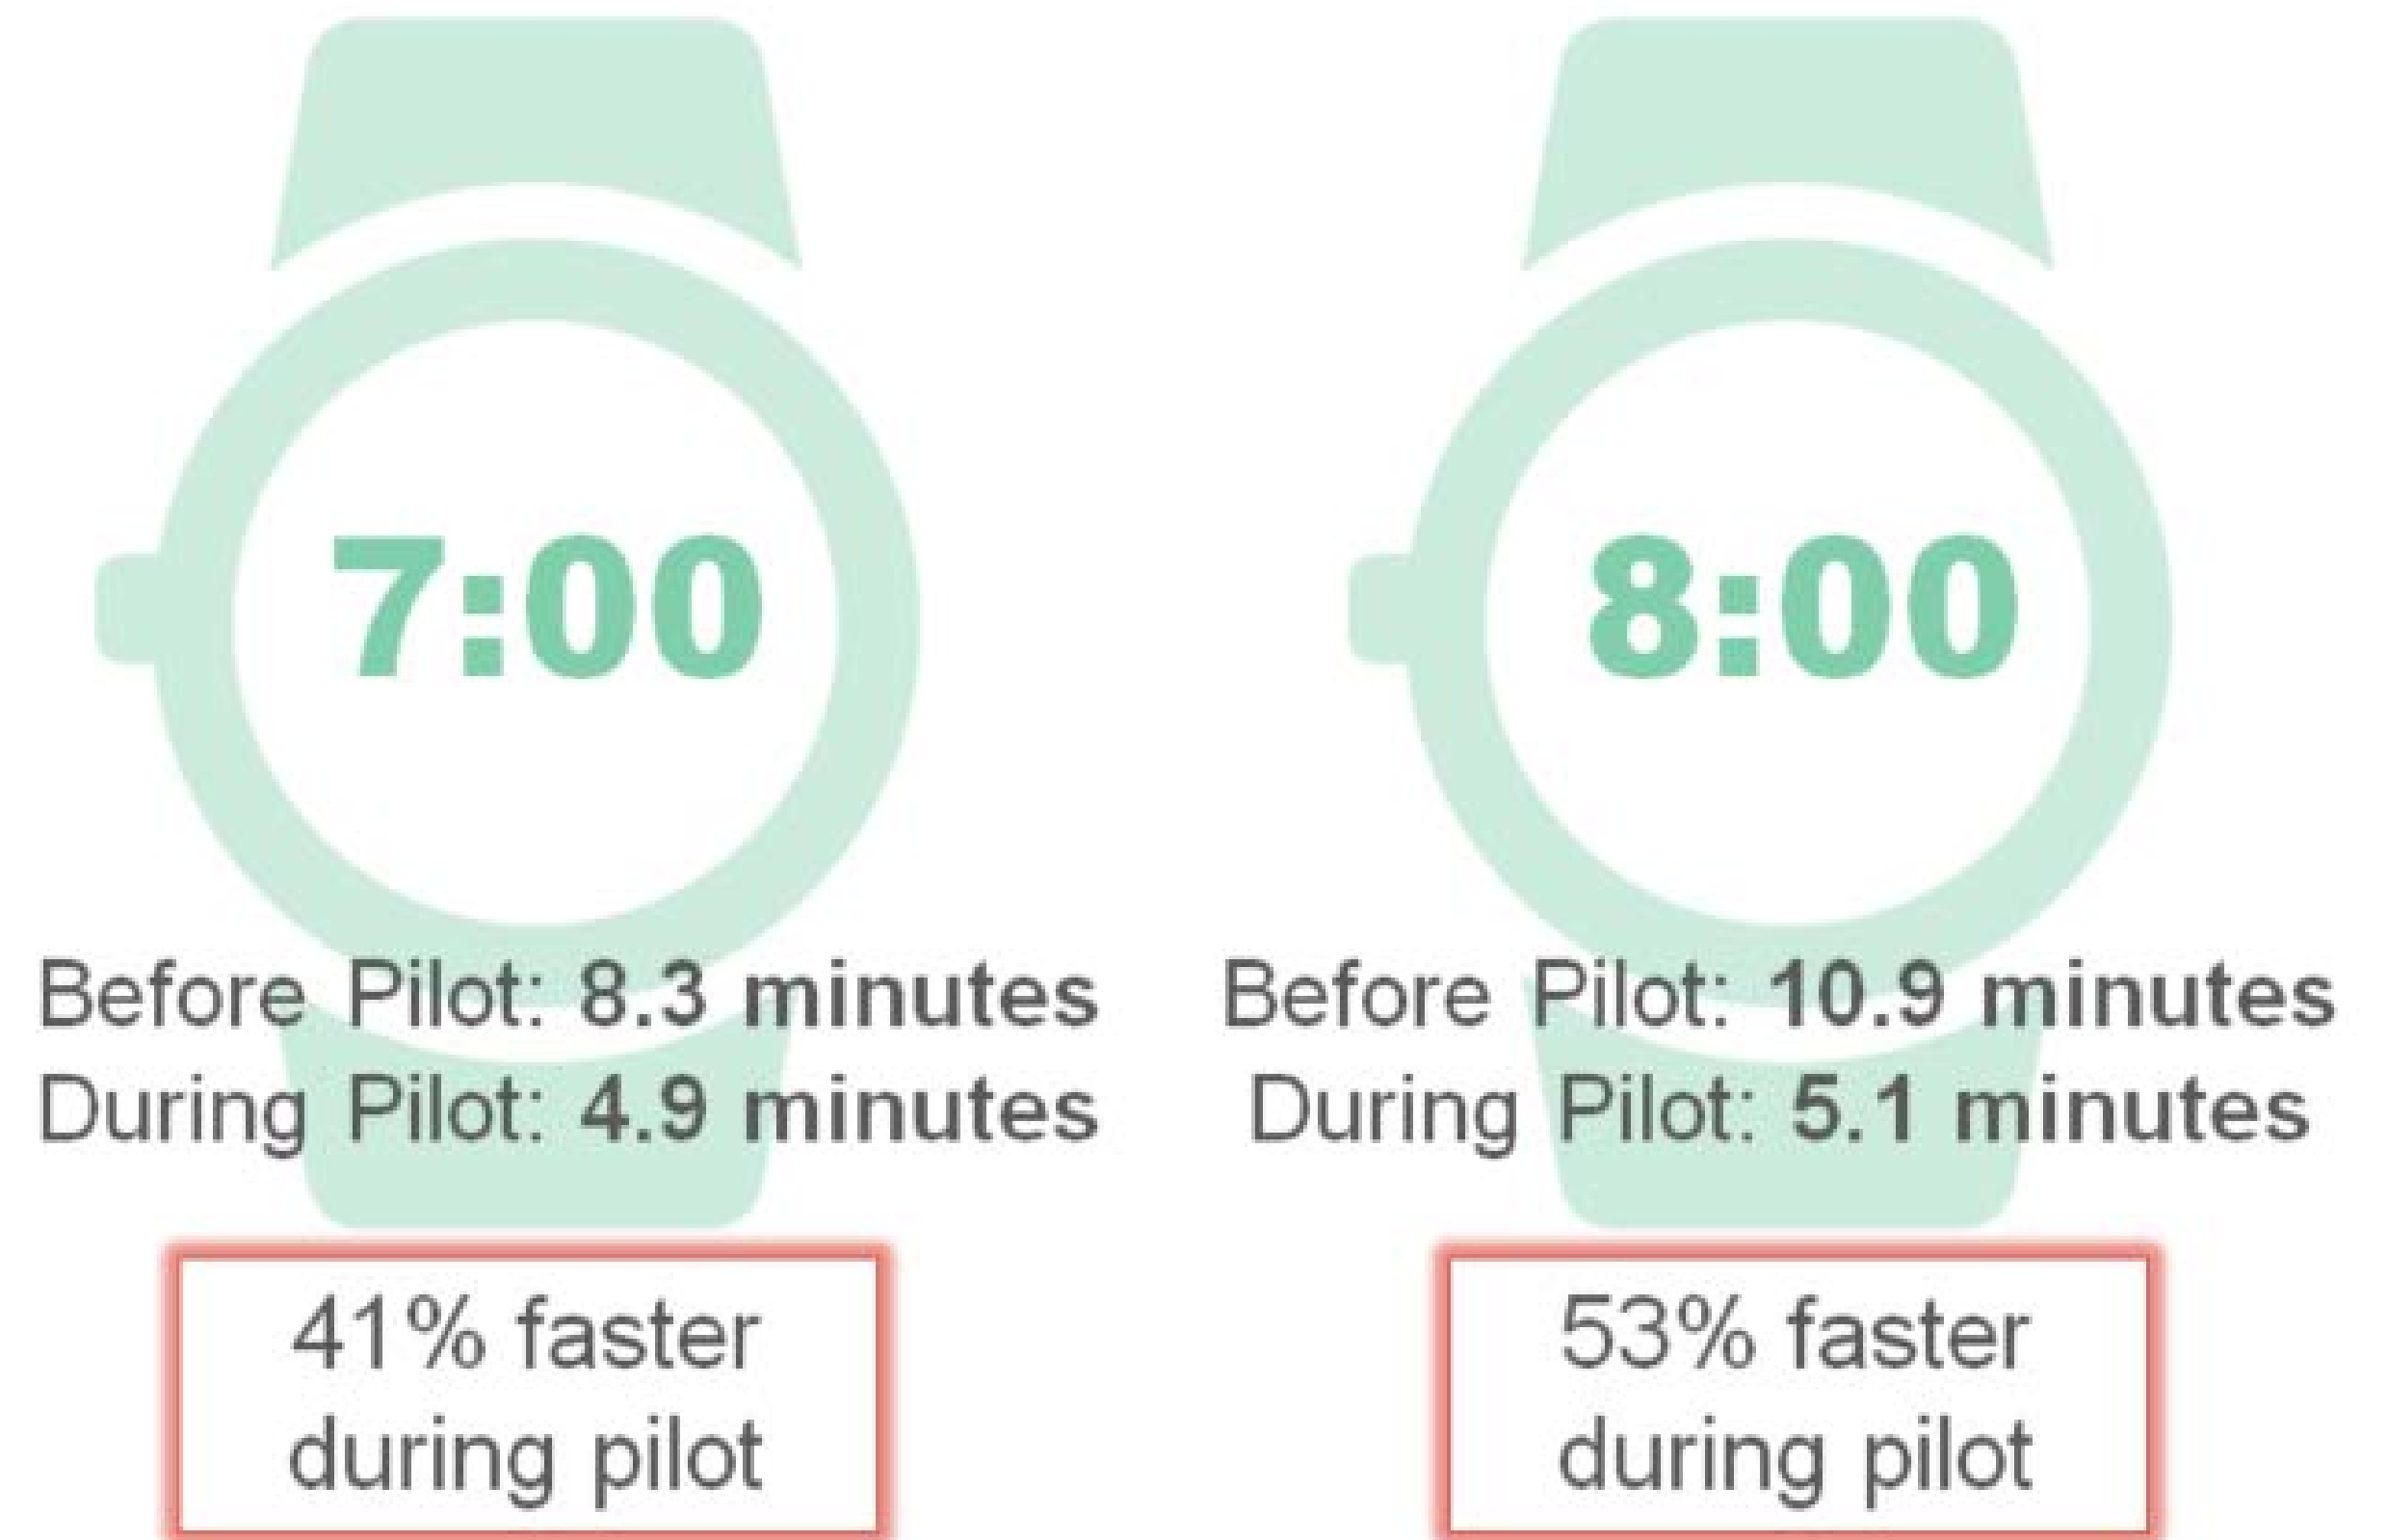 7:00
Before Pilot: 8.3 minutes
During Pilot: 4.9 minutes
41% faster
during pilot
8:00
Before Pilot: 10.9 minutes
During Pilot: 5.1 minutes
53% faster
during pilot